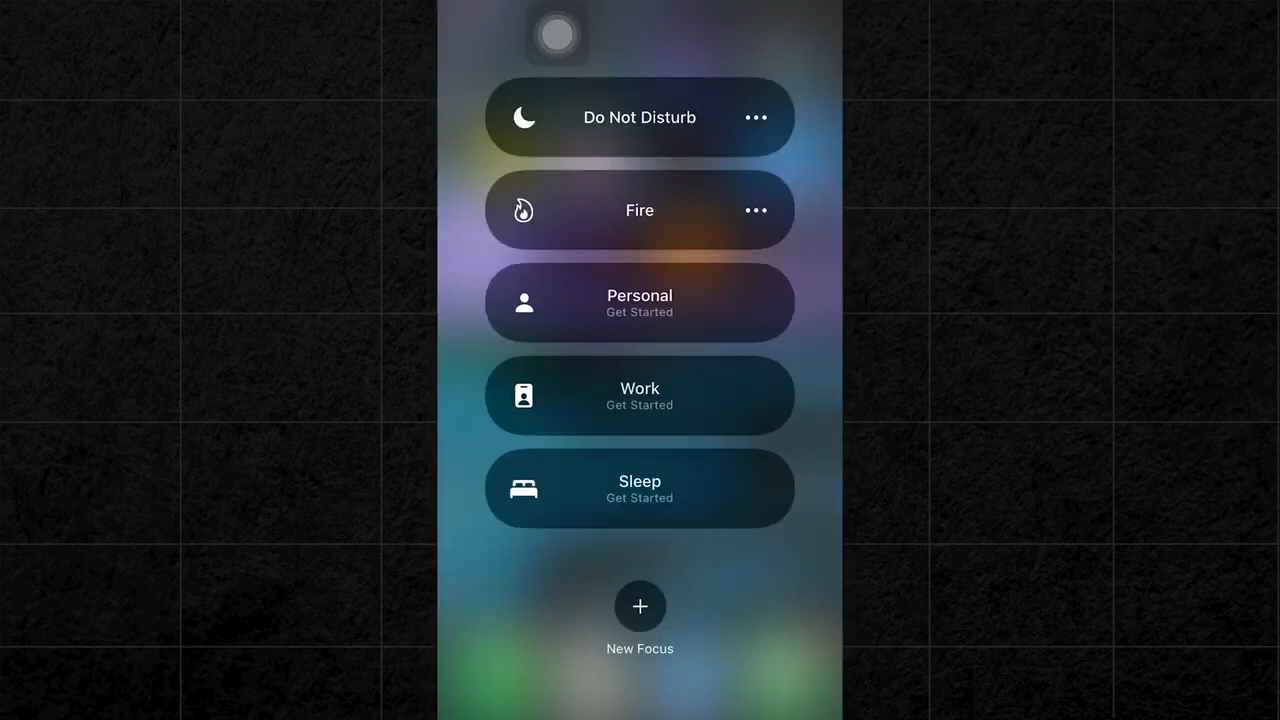 Do Not Disturb
Fire
Personal
Get Started
Work
Get Started
Sleep
Get Started
New Focus